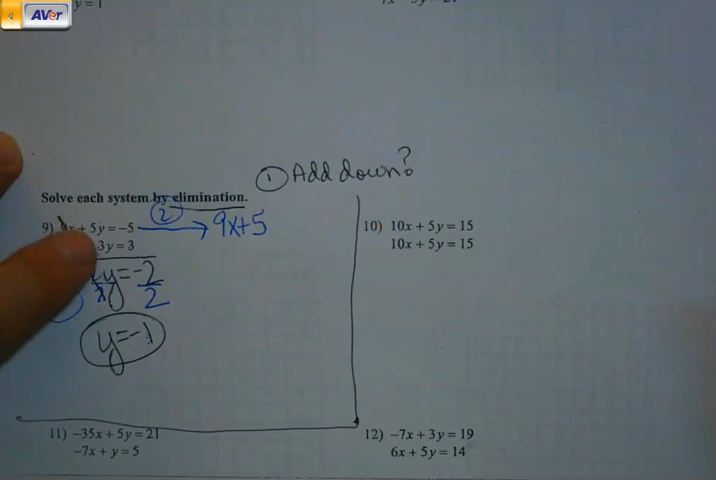 AVer
y = 1
① Add down?
Solve each system by elimination.
②
9) 9x + 5y = −5 → 9x+5
3y = 3
y = -2
2 2
y = -1
10) 10x + 5y = 15
10x + 5y = 15
11) −35x + 5y = 21
−7x + y = 5
12) −7x + 3y = 19
6x + 5y = 14